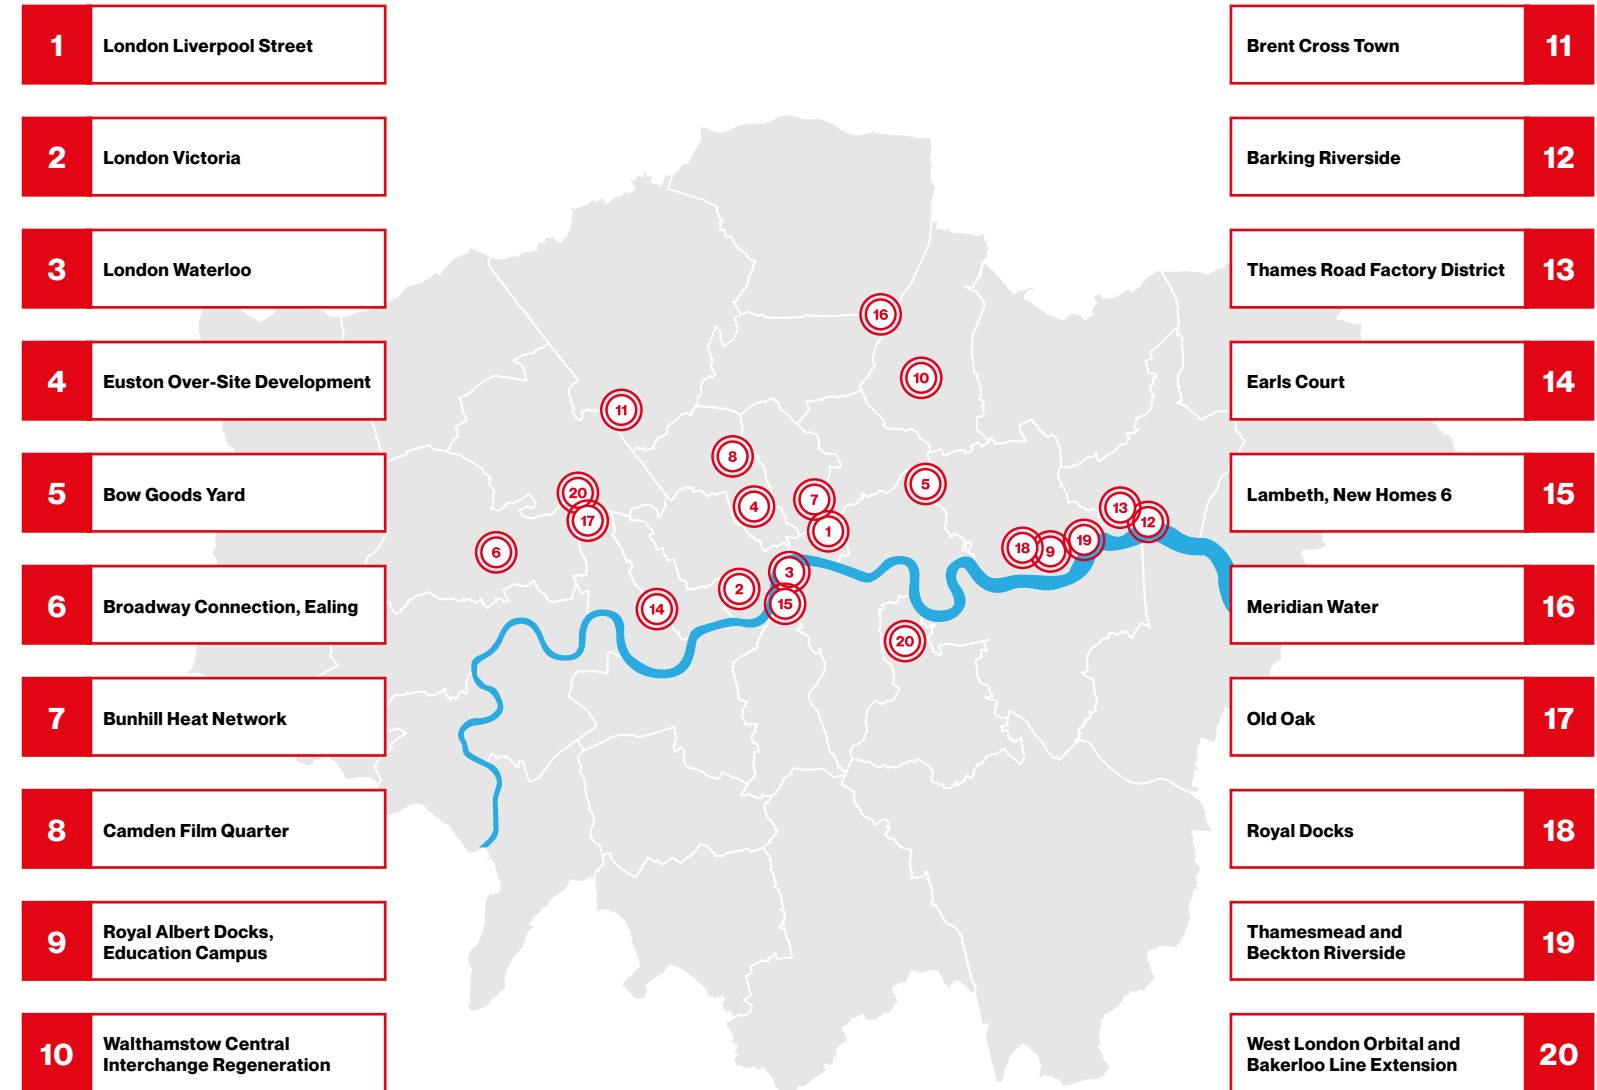 1
London Liverpool Street
2
London Victoria
3
London Waterloo
4
Euston Over-Site Development
5
Bow Goods Yard
6
Broadway Connection, Ealing
7
Bunhill Heat Network
8
Camden Film Quarter
9
Royal Albert Docks,
Education Campus
10
Walthamstow Central
Interchange Regeneration
16
10
11
8
20
17
4
7
1
5
6
13
12
18
9
19
3
2
15
14
20
Brent Cross Town
11
Barking Riverside
12
Thames Road Factory District
13
Earls Court
14
Lambeth, New Homes 6
15
Meridian Water
16
Old Oak
17
Royal Docks
18
Thamesmead and
Beckton Riverside
19
West London Orbital and
Bakerloo Line Extension
20